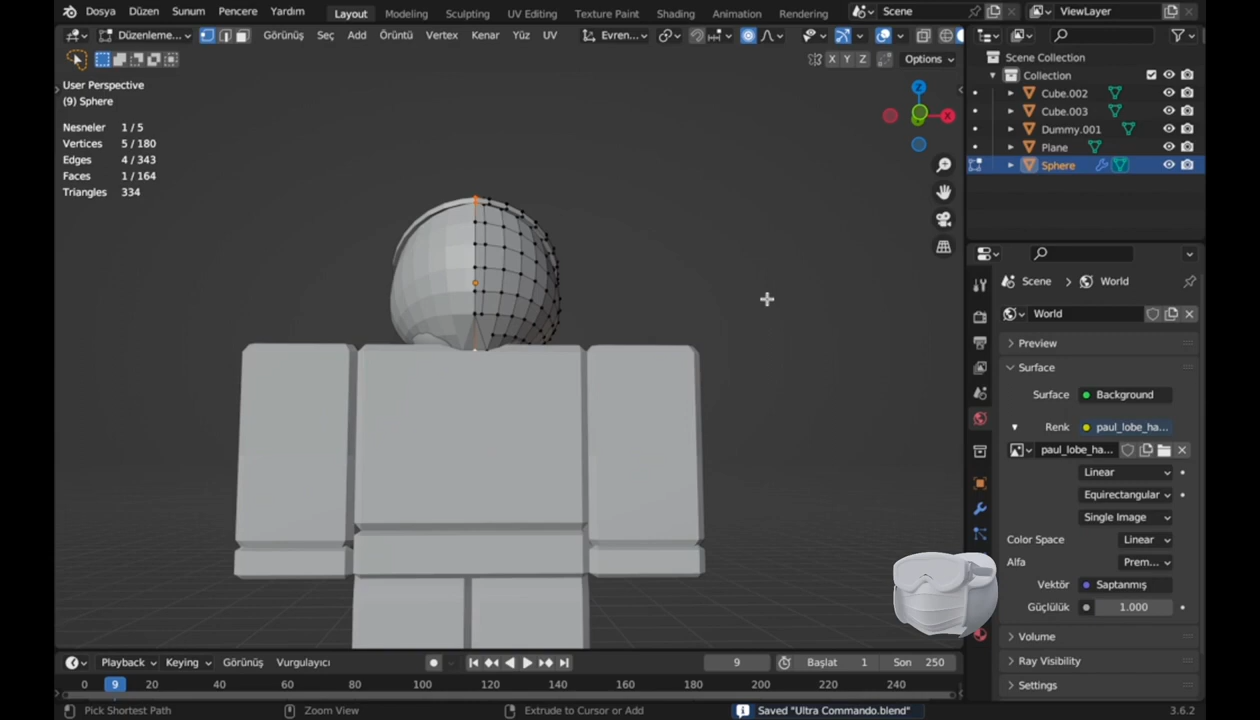 Dosya Düzen Sunum Pencere Yardım Layout Modeling Sculpting UV Editing Texture Paint Shading Animation Rendering Scene ViewLayer
Düzenleme... Görünüş Seç Add Örüntü Vertex Kenar Yüz UV Evren...
X Y Z Options
User Perspective
(9) Sphere
Nesneler 1 / 5
Vertices 5 / 180
Edges 4 / 343
Faces 1 / 164
Triangles 334
Z
X
Scene Collection
Collection
Cube.002
Cube.003
Dummy.001
Plane
Sphere
Scene > World
World
Preview
Surface
Surface Background
Renk paul_lobe_ha...
paul_lobe_ha...
Linear
Equirectangular
Single Image
Color Space Linear
Alfa Prem...
Vektör Saptanmış
Güçlülük 1.000
Volume
Ray Visibility
Settings
Playback Keying Görünüş Vurgulayıcı 9 Başlat 1 Son 250
0 9 20 40 60 80 100 120 140 160 180 200 220 240
Pick Shortest Path Zoom View Extrude to Cursor or Add Saved "Ultra Commando.blend" 3.6.2